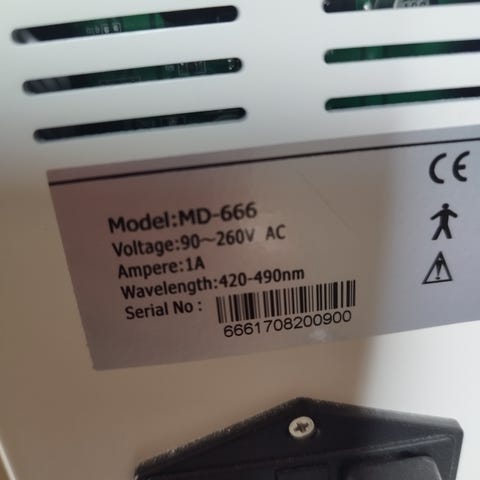 CE
Model:MD-666
Voltage:90～260V AC
Ampere:1A
Wavelength:420-490nm
Serial No :
6661708200900